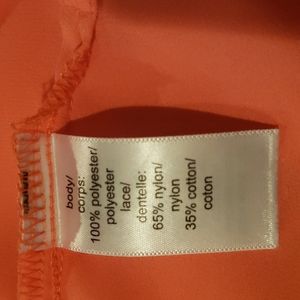 body/
corps:
100% polyester/
polyester
lace/
dentelle:
65% nylon/
nylon
35% cotton/
coton